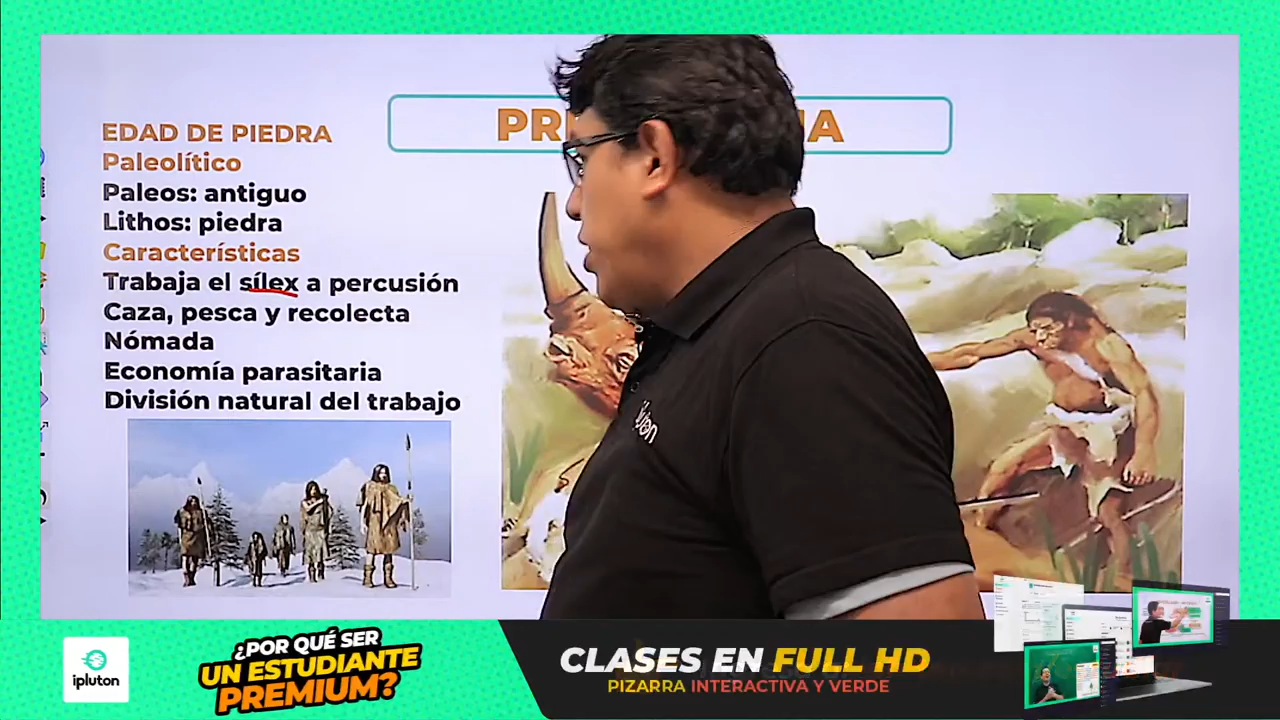 EDAD DE PIEDRA
Paleolítico
Paleos: antiguo
Lithos: piedra
Características
Trabaja el sílex a percusión
Caza, pesca y recolecta
Nómada
Economía parasitaria
División natural del trabajo
ipluton
¿POR QUÉ SER
UN ESTUDIANTE
PREMIUM?
CLASES EN FULL HD
PIZARRA INTERACTIVA Y VERDE